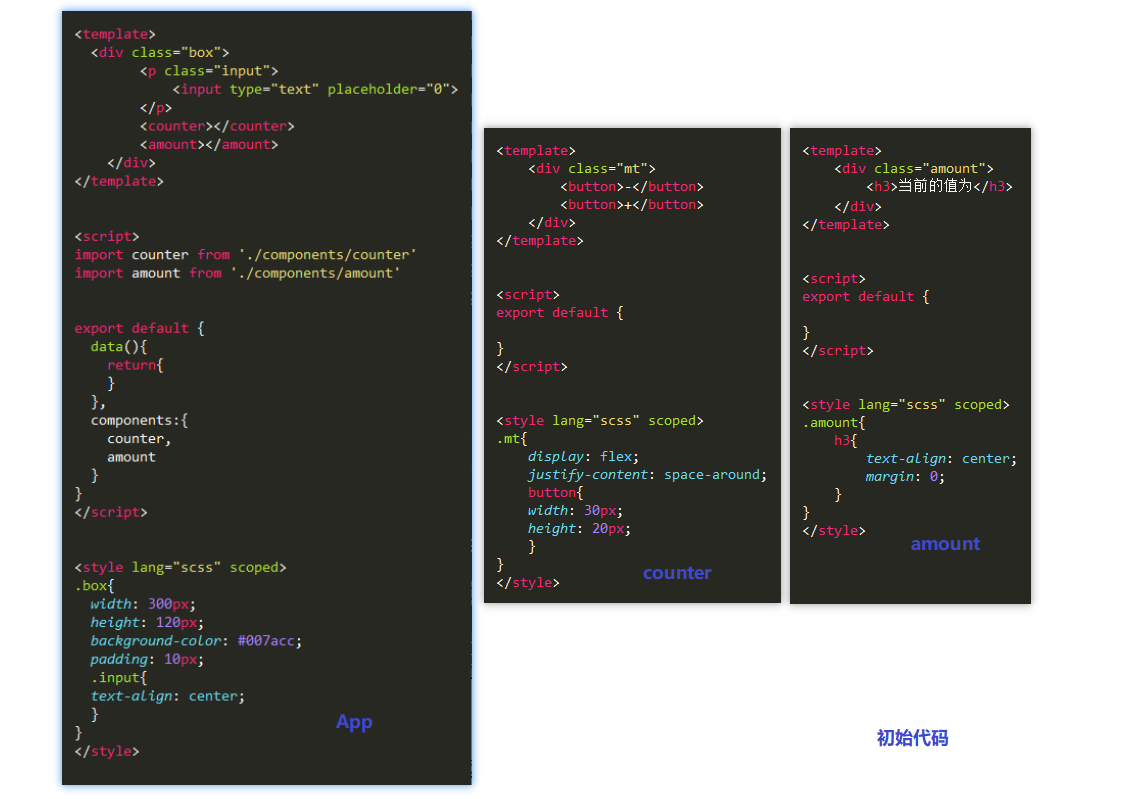 <template>
<div class="box">
<p class="input">
<input type="text" placeholder="0">
</p>
<counter></counter>
<amount></amount>
</div>
</template>
<script>
import counter from './components/counter'
import amount from './components/amount'
export default {
data(){
return{
}
},
components:{
counter,
amount
}
}
</script>
<style lang="scss" scoped>
.box{
width: 300px;
height: 120px;
background-color: #007acc;
padding: 10px;
.input{
text-align: center;
}
}
</style>
App
<template>
<div class="mt">
<button>-</button>
<button>+</button>
</div>
</template>
<script>
export default {
}
</script>
<style lang="scss" scoped>
.mt{
display: flex;
justify-content: space-around;
button{
width: 30px;
height: 20px;
}
}
</style>
counter
<template>
<div class="amount">
<h3>当前的值为</h3>
</div>
</template>
<script>
export default {
}
</script>
<style lang="scss" scoped>
.amount{
h3{
text-align: center;
margin: 0;
}
}
</style>
amount
初始代码